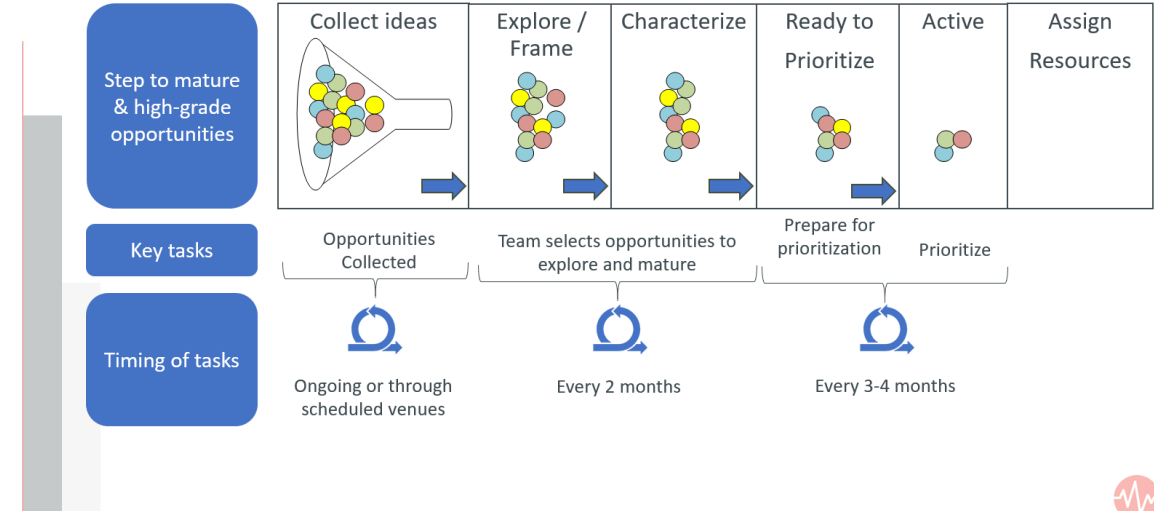 Step to mature
& high-grade
opportunities
Collect ideas
Explore /
Frame
Characterize
Ready to
Prioritize
Active
Assign
Resources
Key tasks
Opportunities
Collected
Team selects opportunities to
explore and mature
Prepare for
prioritization
Prioritize
Timing of tasks
Ongoing or through
scheduled venues
Every 2 months
Every 3-4 months